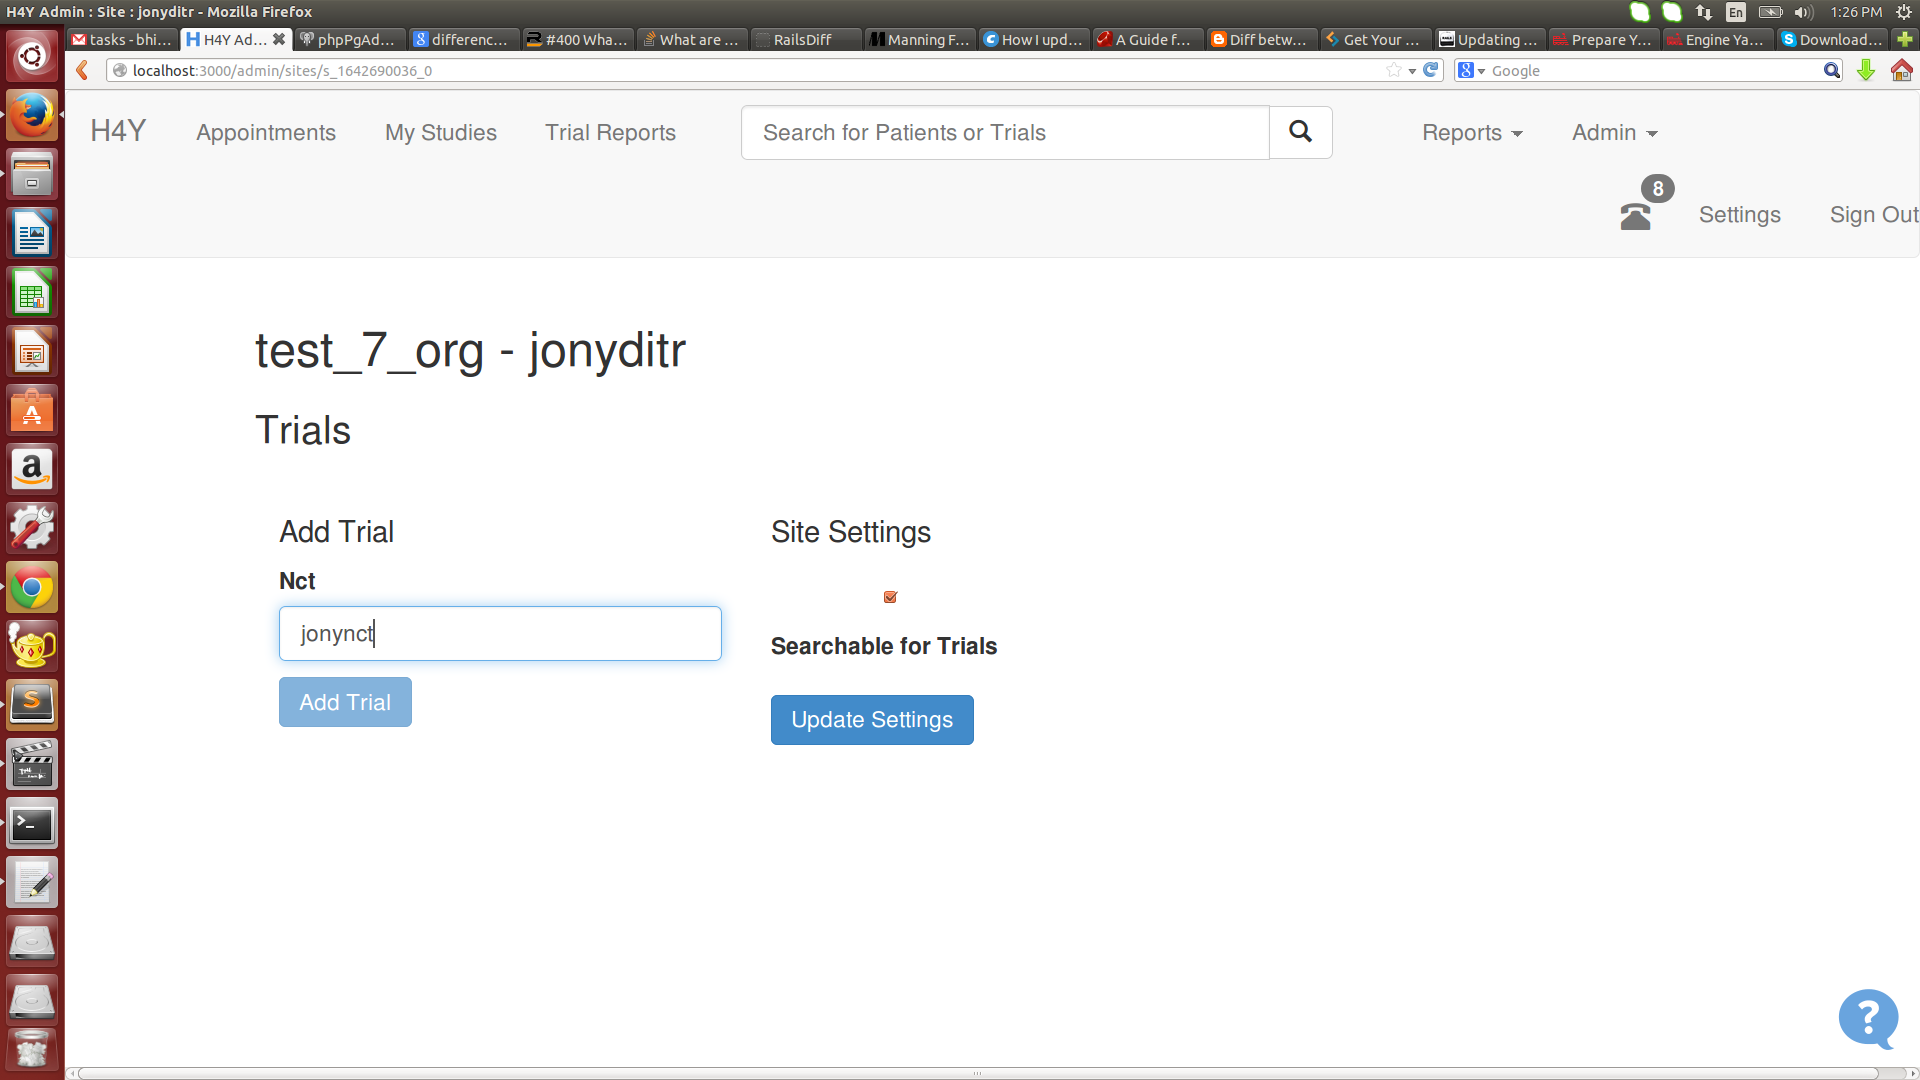 H4Y Admin : Site : jonyditr - Mozilla Firefox
En
1:26 PM
tasks - bhi...
H4Y Ad...
phpPgAd...
differenc...
#400 Wha...
What are ...
RailsDiff
Manning F...
How I upd...
A Guide f...
Diff betw...
Get Your ...
Updating ...
Prepare Y...
Engine Ya...
Download...
localhost:3000/admin/sites/s_1642690036_0
Google
H4Y
Appointments
My Studies
Trial Reports
Search for Patients or Trials
Reports
Admin
8
Settings
Sign Out
test_7_org - jonyditr
Trials
Add Trial
Site Settings
Nct
jonynct
Searchable for Trials
Add Trial
Update Settings
?